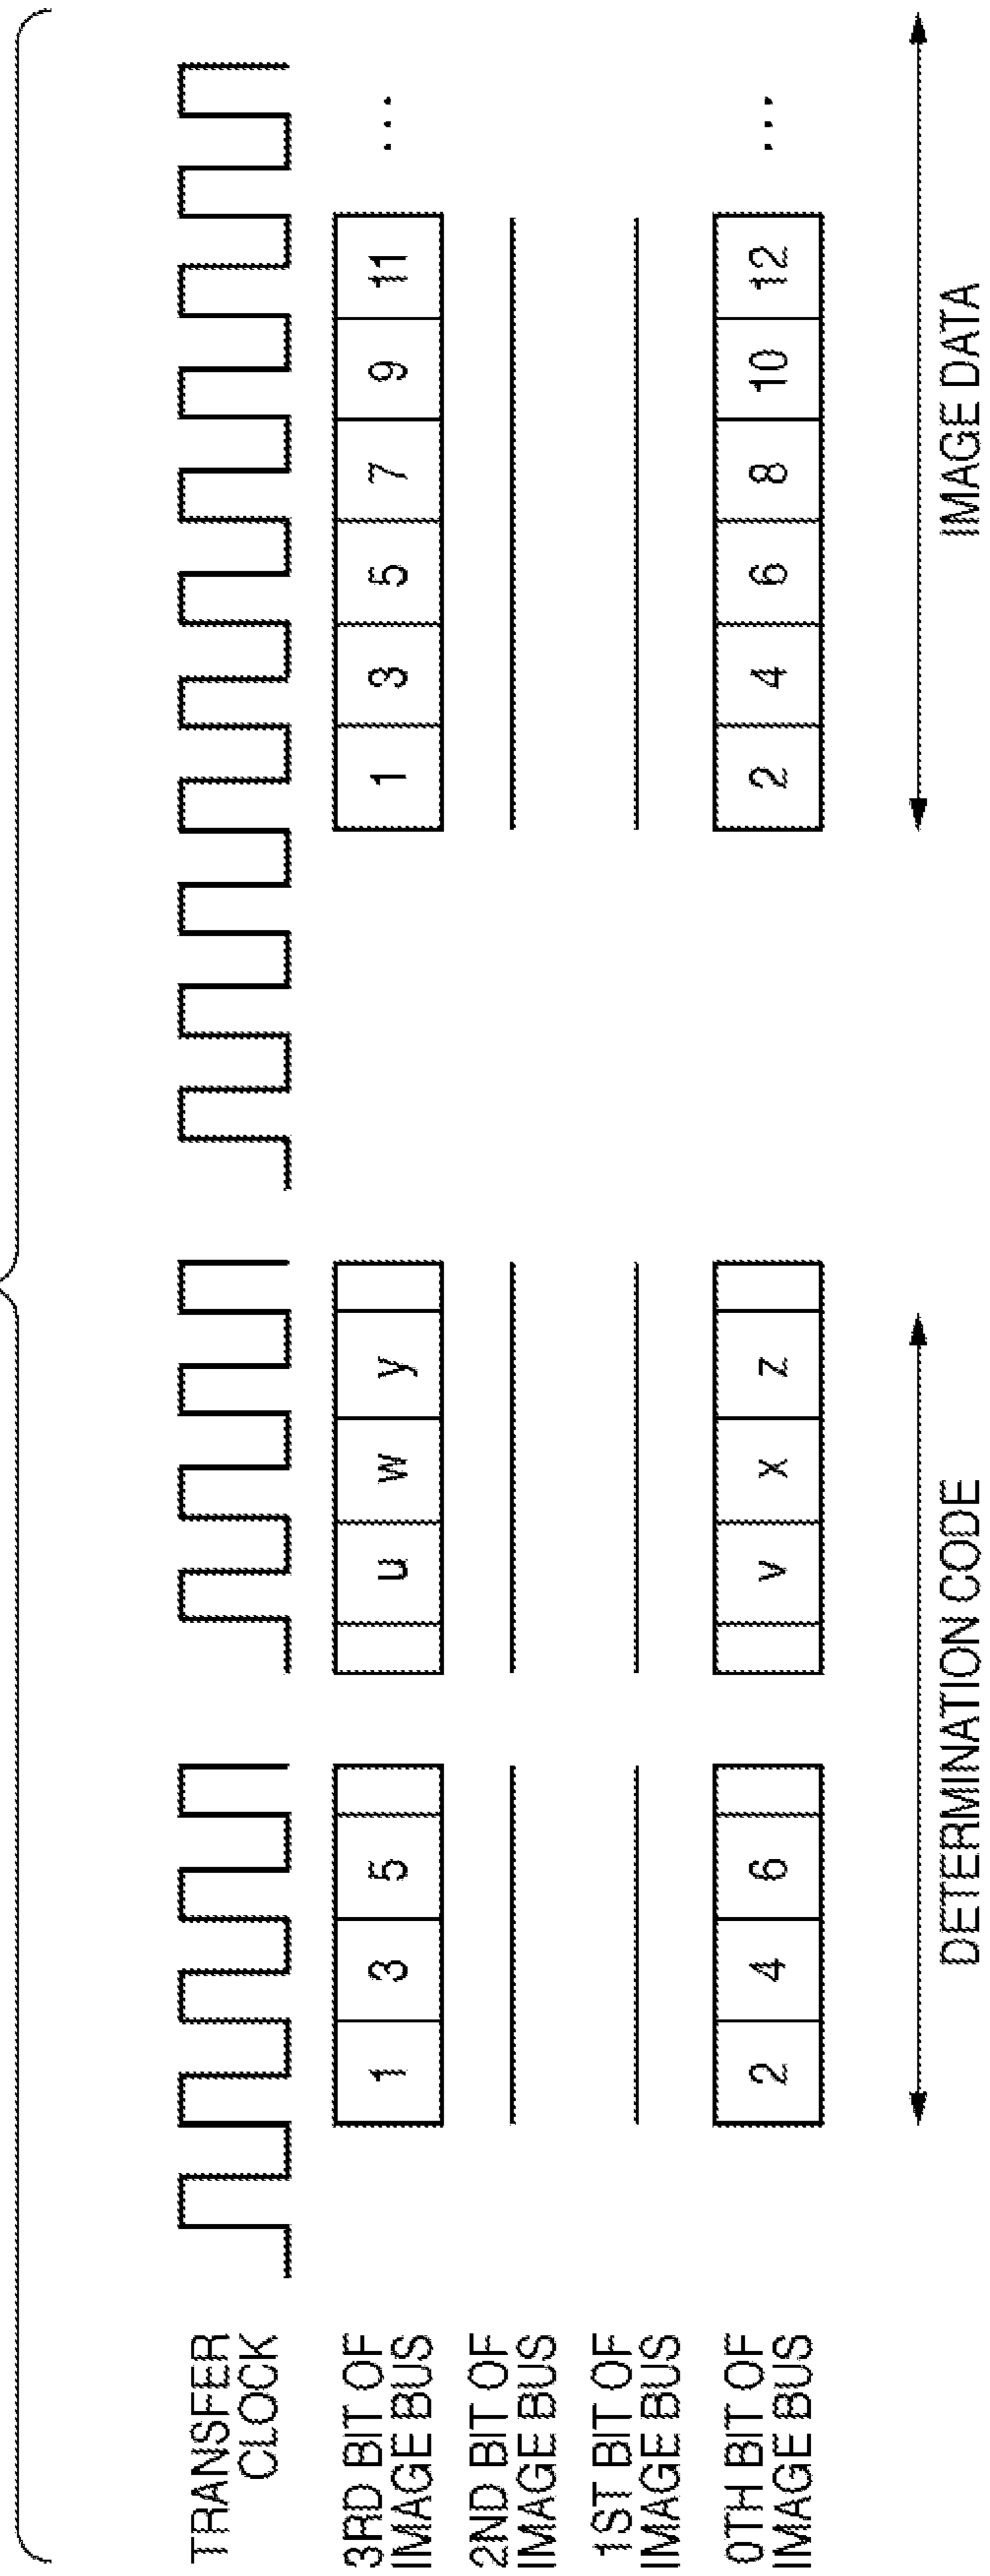 TRANSFER
CLOCK
3RD BIT OF
IMAGE BUS
1 3 5 u w y 1 3 5 7 9 11 ...
2ND BIT OF
IMAGE BUS
1ST BIT OF
IMAGE BUS
0TH BIT OF
IMAGE BUS
2 4 6 v x z 2 4 6 8 10 12 ...
DETERMINATION CODE
IMAGE DATA